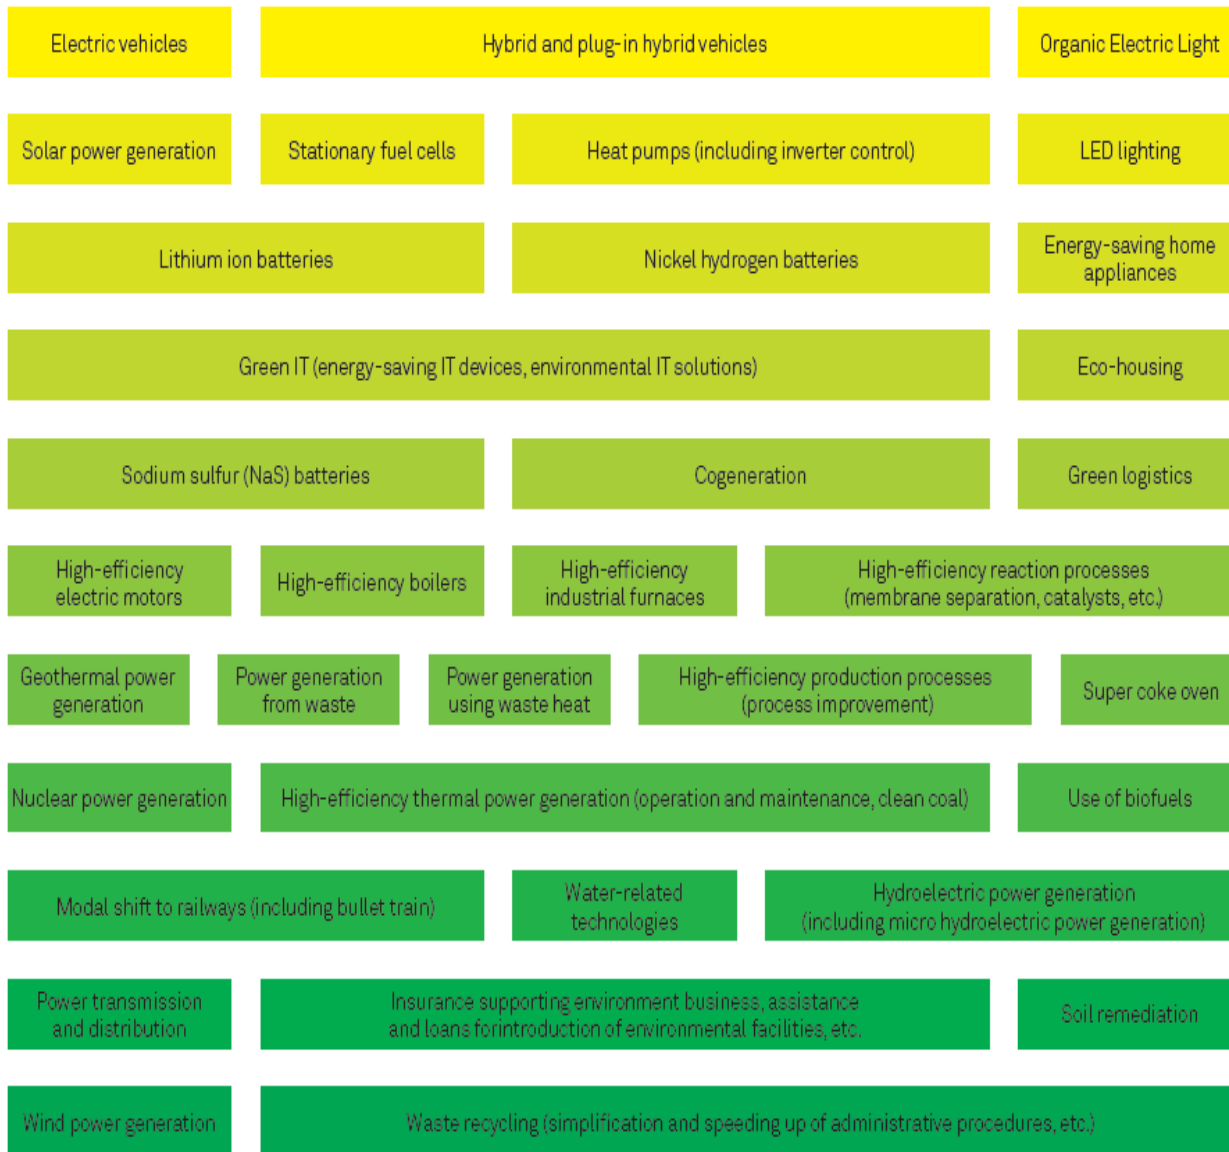 Electric vehicles
Hybrid and plug-in hybrid vehicles
Organic Electric Light
Solar power generation
Stationary fuel cells
Heat pumps (including inverter control)
LED lighting
Lithium ion batteries
Nickel hydrogen batteries
Energy-saving home
appliances
Green IT (energy-saving IT devices, environmental IT solutions)
Eco-housing
Sodium sulfur (NaS) batteries
Cogeneration
Green logistics
High-efficiency
electric motors
High-efficiency boilers
High-efficiency
industrial furnaces
High-efficiency reaction processes
(membrane separation, catalysts, etc.)
Geothermal power
generation
Power generation
from waste
Power generation
using waste heat
High-efficiency production processes
(process improvement)
Super coke oven
Nuclear power generation
High-efficiency thermal power generation (operation and maintenance, clean coal)
Use of biofuels
Modal shift to railways (including bullet train)
Water-related
technologies
Hydroelectric power generation
(including micro hydroelectric power generation)
Power transmission
and distribution
Insurance supporting environment business, assistance
and loans forintroduction of environmental facilities, etc.
Soil remediation
Wind power generation
Waste recycling (simplification and speeding up of administrative procedures, etc.)